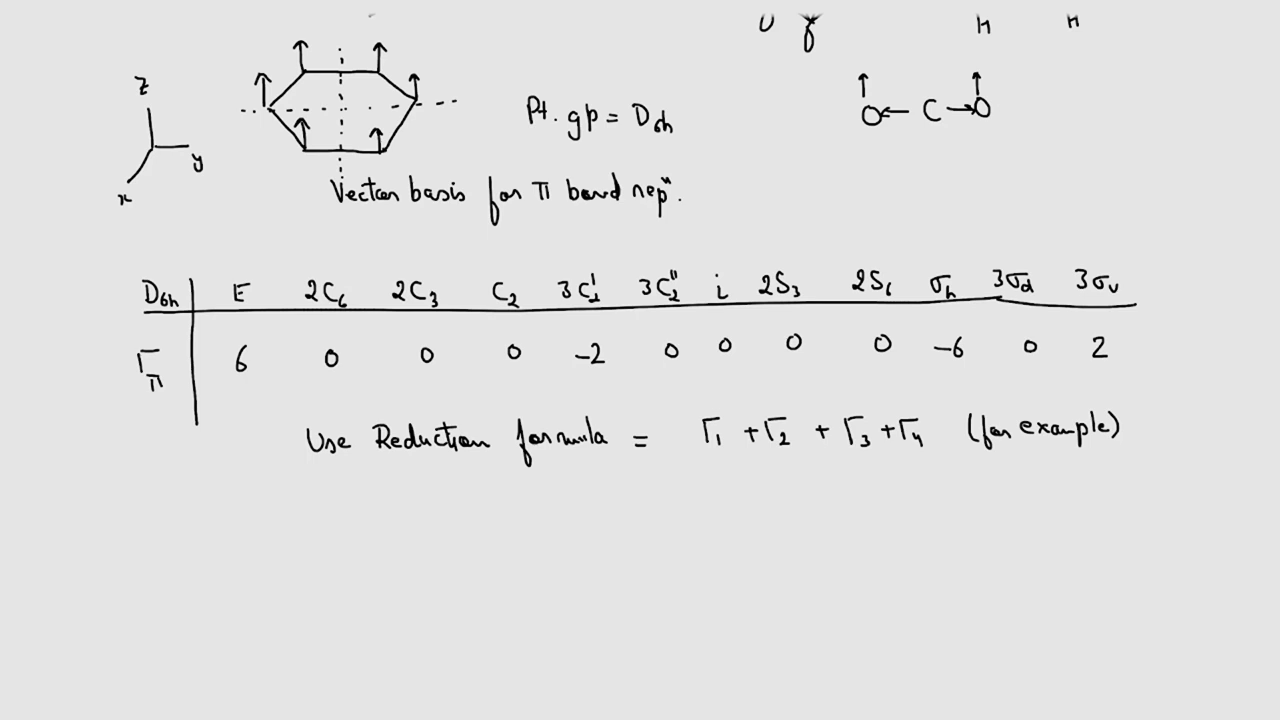 H H
z
y
x
Pt. gp = D6h
O C O
Vector basis for π bond repⁿ.
D6h E 2C6 2C3 C2 3C2' 3C2" i 2S3 2S6 σh 3σd 3σv
Γπ 6 0 0 0 -2 0 0 0 0 -6 0 2
Use Reduction formula = Γ1 + Γ2 + Γ3 + Γ4 (for example)